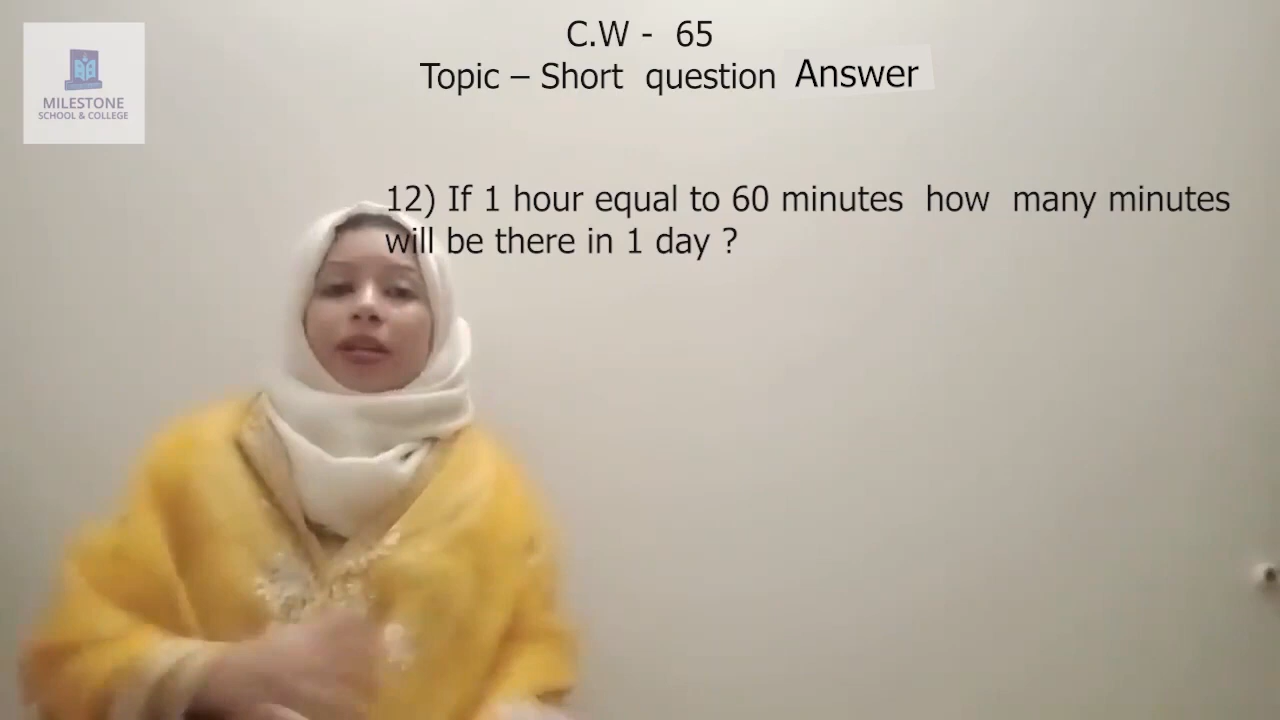 MILESTONE
SCHOOL & COLLEGE
C.W - 65
Topic – Short question Answer
12) If 1 hour equal to 60 minutes how many minutes
will be there in 1 day ?